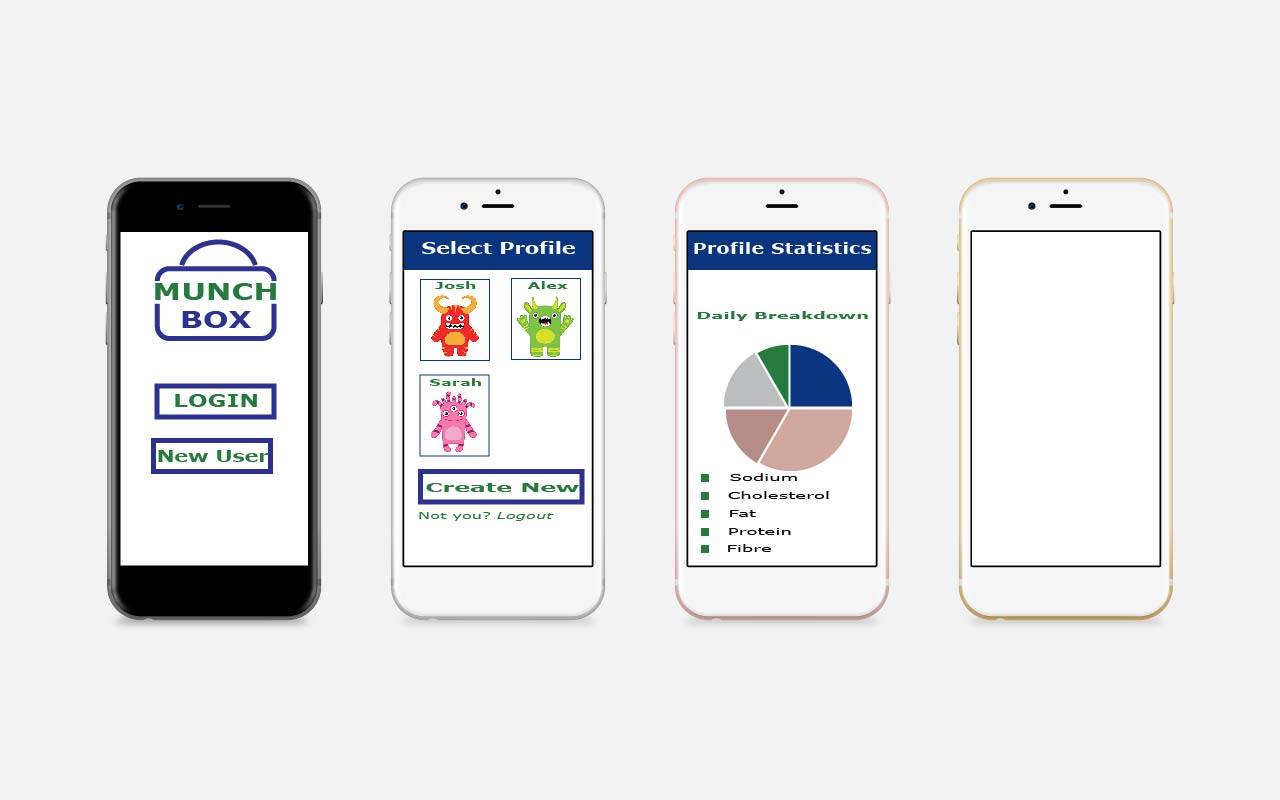 MUNCH
BOX
LOGIN
New User
Select Profile
Josh
Alex
Sarah
Create New
Not you? Logout
Profile Statistics
Daily Breakdown
Sodium
Cholesterol
Fat
Protein
Fibre